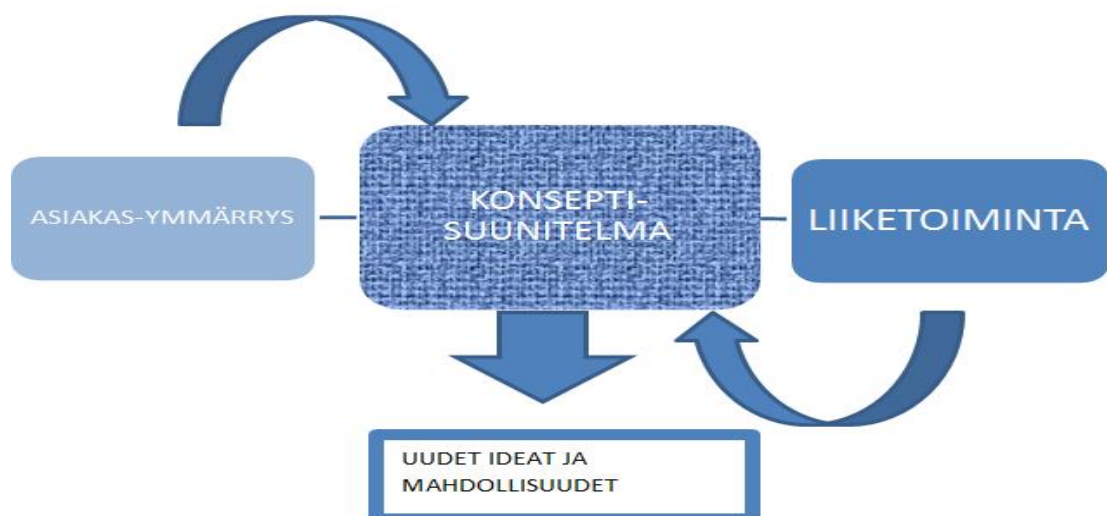 ASIAKAS-YMMÄRRYS
KONSEPTI-
SUUNITELMA
LIIKETOIMINTA
UUDET IDEAT JA
MAHDOLLISUUDET